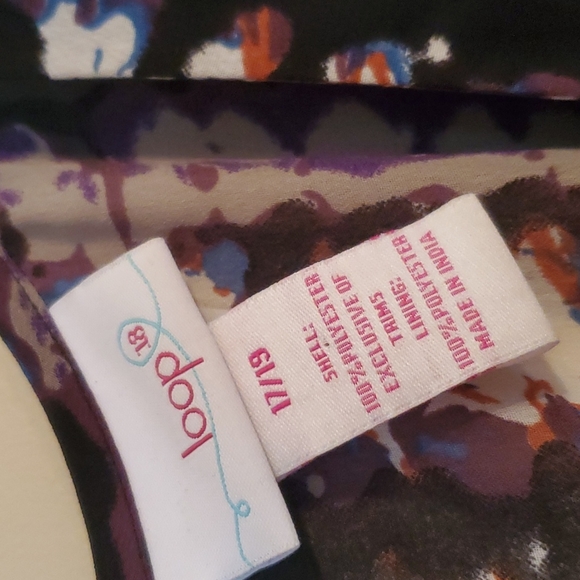 loop
18
17/19
SHELL:
100% POLYESTER
EXCLUSIVE OF
TRIMS
LINING:
100% POLYESTER
MADE IN INDIA